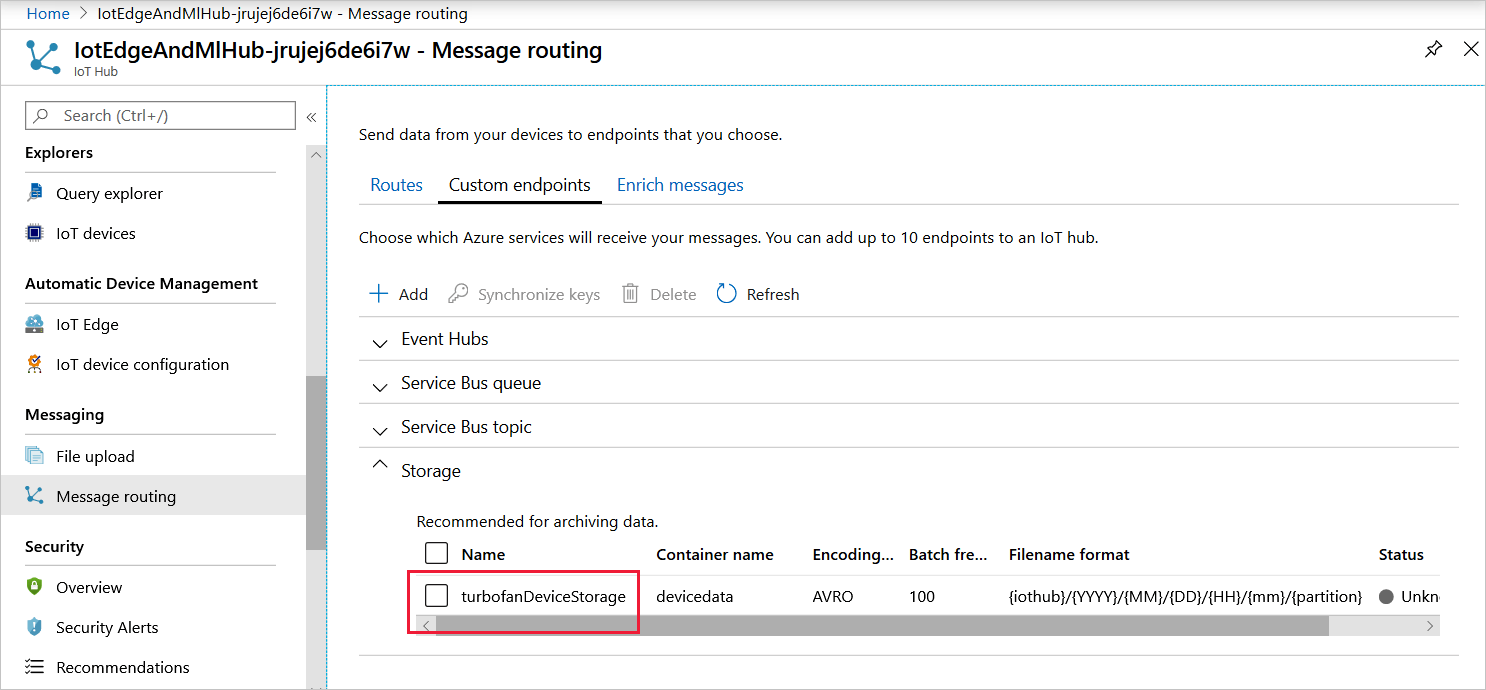 Home > IotEdgeAndMlHub-jrujej6de6i7w - Message routing
IotEdgeAndMlHub-jrujej6de6i7w - Message routing
IoT Hub
Search (Ctrl+/)
«
Explorers
Query explorer
IoT devices
Automatic Device Management
IoT Edge
IoT device configuration
Messaging
File upload
Message routing
Security
Overview
Security Alerts
Recommendations
Send data from your devices to endpoints that you choose.
Routes Custom endpoints Enrich messages
Choose which Azure services will receive your messages. You can add up to 10 endpoints to an IoT hub.
Add Synchronize keys Delete Refresh
Event Hubs
Service Bus queue
Service Bus topic
Storage
Recommended for archiving data.
Name Container name Encoding... Batch fre... Filename format Status
turbofanDeviceStorage devicedata AVRO 100 {iothub}/{YYYY}/{MM}/{DD}/{HH}/{mm}/{partition} Unkn